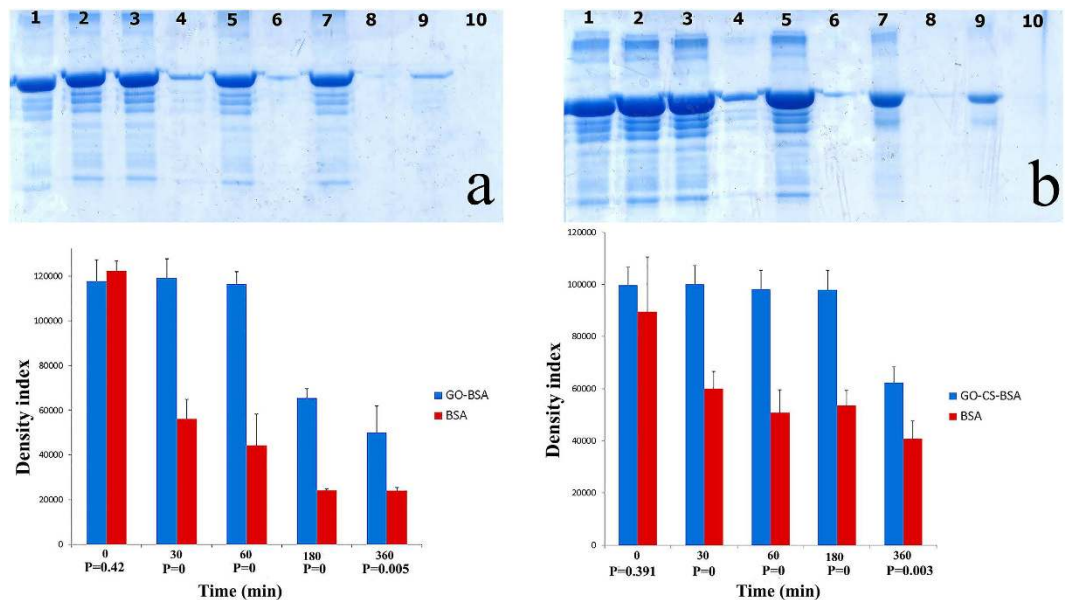 1 2 3 4 5 6 7 8 9 10
a
120000
100000
80000
60000
40000
20000
0
Density index
GO-BSA
BSA
0 30 60 180 360
P=0.42 P=0 P=0 P=0 P=0.005
Time (min)
1 2 3 4 5 6 7 8 9 10
b
120000
100000
80000
60000
40000
20000
0
Density index
GO-CS-BSA
BSA
0 30 60 180 360
P=0.391 P=0 P=0 P=0 P=0.003
Time (min)